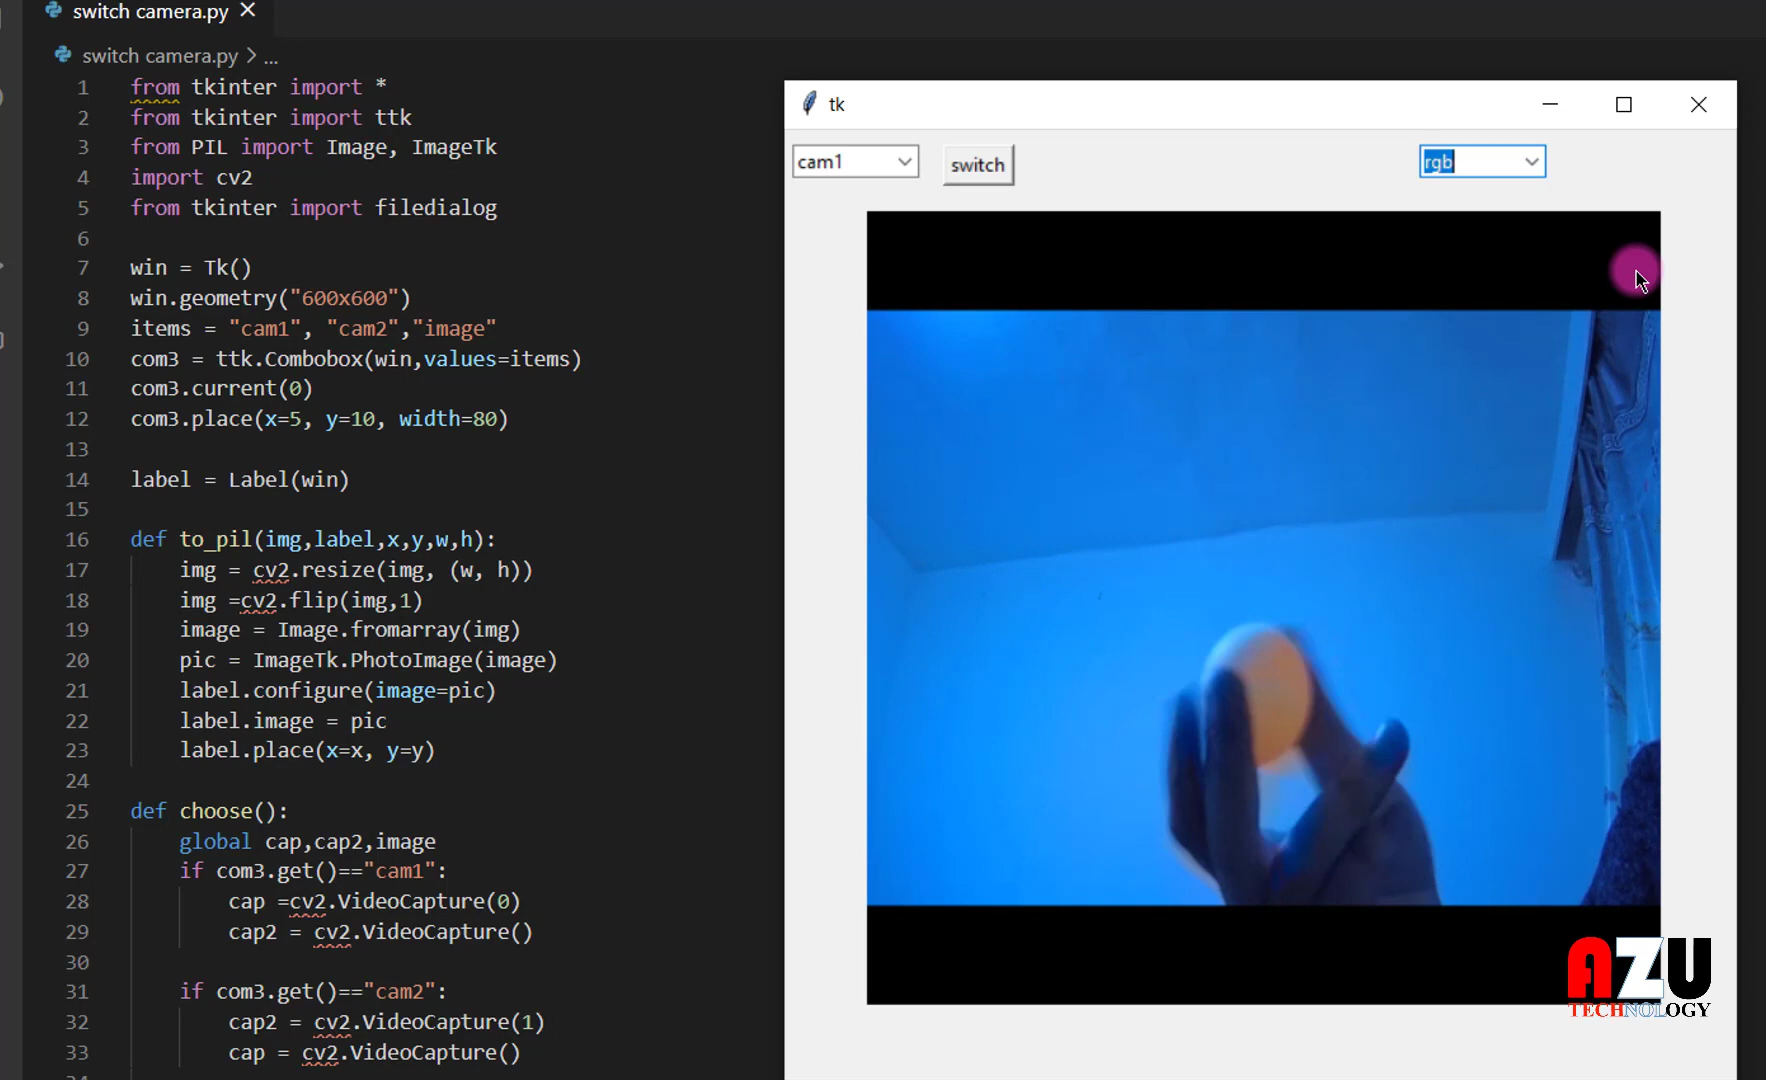 switch camera.py
switch camera.py > ...
1 from tkinter import *
2 from tkinter import ttk
3 from PIL import Image, ImageTk
4 import cv2
5 from tkinter import filedialog
6
7 win = Tk()
8 win.geometry("600x600")
9 items = "cam1", "cam2","image"
10 com3 = ttk.Combobox(win,values=items)
11 com3.current(0)
12 com3.place(x=5, y=10, width=80)
13
14 label = Label(win)
15
16 def to_pil(img,label,x,y,w,h):
17 img = cv2.resize(img, (w, h))
18 img =cv2.flip(img,1)
19 image = Image.fromarray(img)
20 pic = ImageTk.PhotoImage(image)
21 label.configure(image=pic)
22 label.image = pic
23 label.place(x=x, y=y)
24
25 def choose():
26 global cap,cap2,image
27 if com3.get()=="cam1":
28 cap =cv2.VideoCapture(0)
29 cap2 = cv2.VideoCapture()
30
31 if com3.get()=="cam2":
32 cap2 = cv2.VideoCapture(1)
33 cap = cv2.VideoCapture()
tk
cam1 switch rgb
AZU
TECHNOLOGY